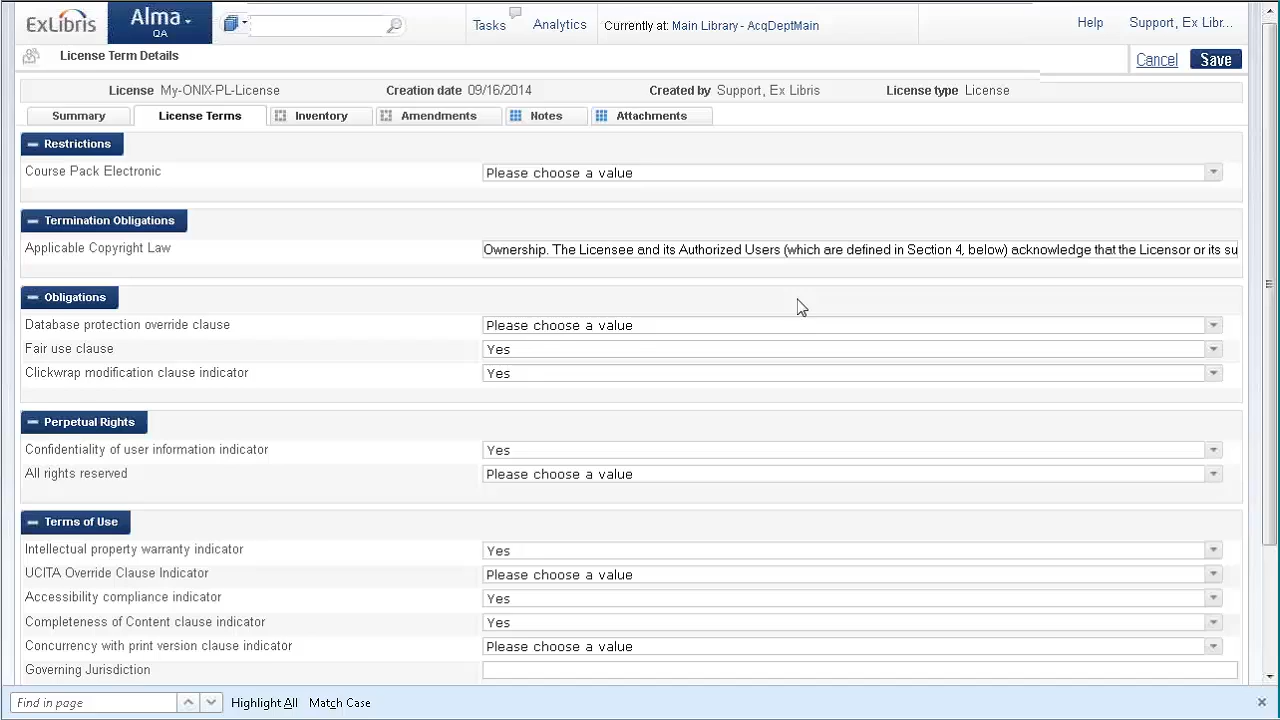 ExLibris
Alma
QA
Tasks
Analytics
Currently at: Main Library - AcqDeptMain
Help
Support, Ex Libr...
License Term Details
Cancel
Save
License My-ONIX-PL-License
Creation date 09/16/2014
Created by Support, Ex Libris
License type License
Summary
License Terms
Inventory
Amendments
Notes
Attachments
Restrictions
Course Pack Electronic
Please choose a value
Termination Obligations
Applicable Copyright Law
Ownership. The Licensee and its Authorized Users (which are defined in Section 4, below) acknowledge that the Licensor or its su
Obligations
Database protection override clause
Please choose a value
Fair use clause
Yes
Clickwrap modification clause indicator
Yes
Perpetual Rights
Confidentiality of user information indicator
Yes
All rights reserved
Please choose a value
Terms of Use
Intellectual property warranty indicator
Yes
UCITA Override Clause Indicator
Please choose a value
Accessibility compliance indicator
Yes
Completeness of Content clause indicator
Yes
Concurrency with print version clause indicator
Please choose a value
Governing Jurisdiction
Find in page
Highlight All
Match Case